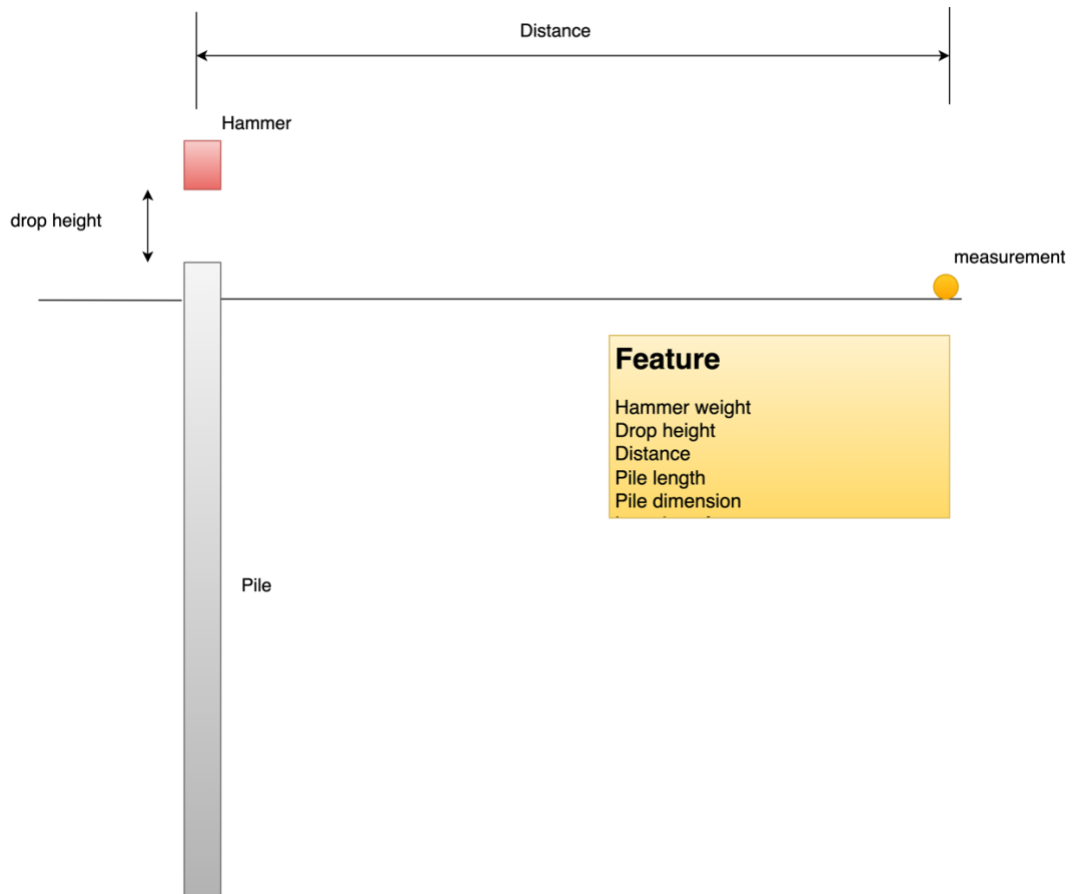 Distance
Hammer
drop height
measurement
Feature
Hammer weight
Drop height
Distance
Pile length
Pile dimension
Pile